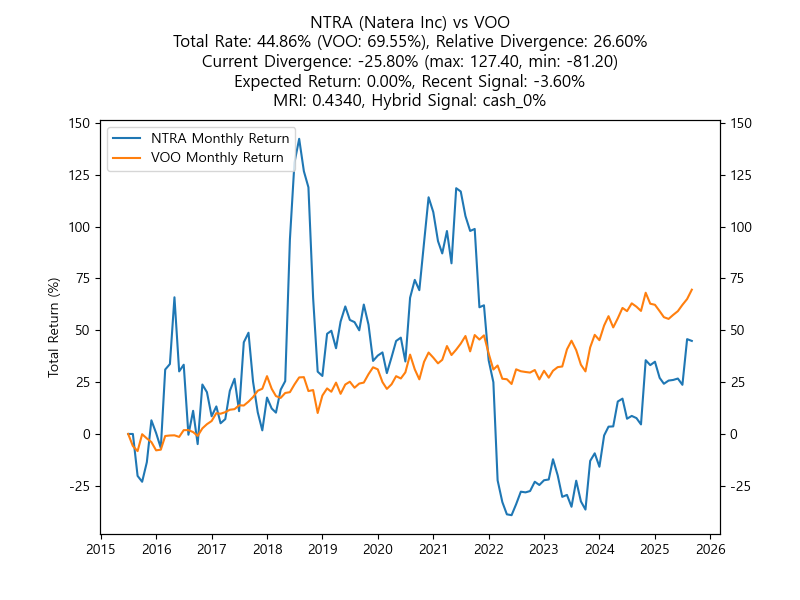 NTRA (Natera Inc) vs VOO
Total Rate: 44.86% (VOO: 69.55%), Relative Divergence: 26.60%
Current Divergence: -25.80% (max: 127.40, min: -81.20)
Expected Return: 0.00%, Recent Signal: -3.60%
MRI: 0.4340, Hybrid Signal: cash_0%
NTRA Monthly Return
VOO Monthly Return
Total Return (%)
150
125
100
75
50
25
0
-25
150
125
100
75
50
25
0
-25
2015 2016 2017 2018 2019 2020 2021 2022 2023 2024 2025 2026